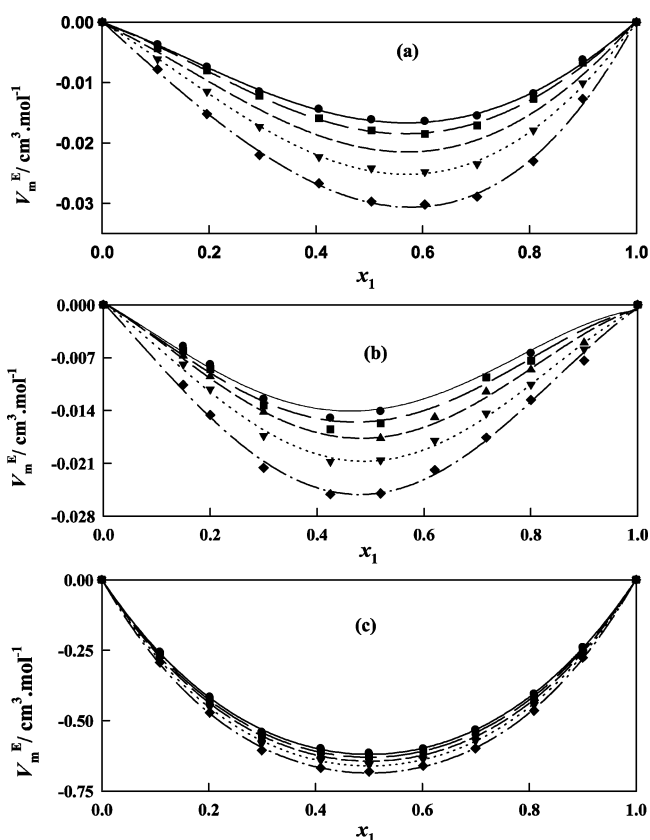 0.00
(a)
-0.01
-0.02
-0.03
V_m^E/ cm^3.mol^-1
0.0 0.2 0.4 0.6 0.8 1.0
x_1
0.000
(b)
-0.007
-0.014
-0.021
-0.028
V_m^E/ cm^3.mol^-1
0.0 0.2 0.4 0.6 0.8 1.0
x_1
0.00
(c)
-0.25
-0.50
-0.75
V_m^E/ cm^3.mol^-1
0.0 0.2 0.4 0.6 0.8 1.0
x_1